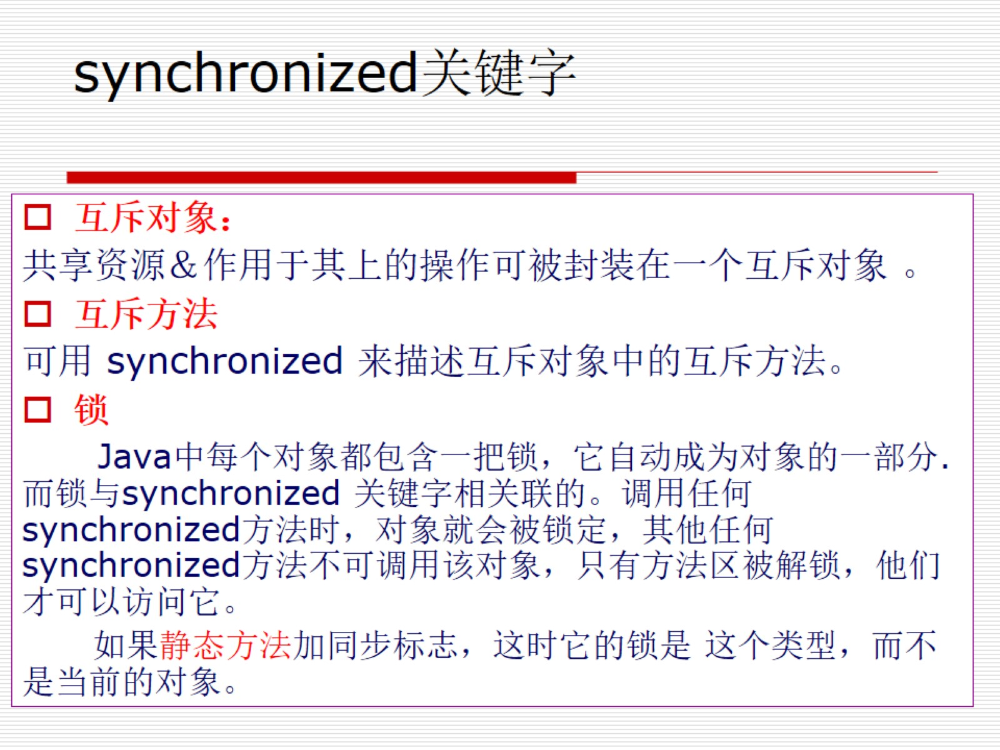 synchronized关键字
互斥对象：
共享资源＆作用于其上的操作可被封装在一个互斥对象 。
互斥方法
可用 synchronized 来描述互斥对象中的互斥方法。
锁
Java中每个对象都包含一把锁，它自动成为对象的一部分.
而锁与synchronized 关键字相关联的。调用任何
synchronized方法时，对象就会被锁定，其他任何
synchronized方法不可调用该对象，只有方法区被解锁，他们
才可以访问它。
如果静态方法加同步标志，这时它的锁是 这个类型，而不
是当前的对象。